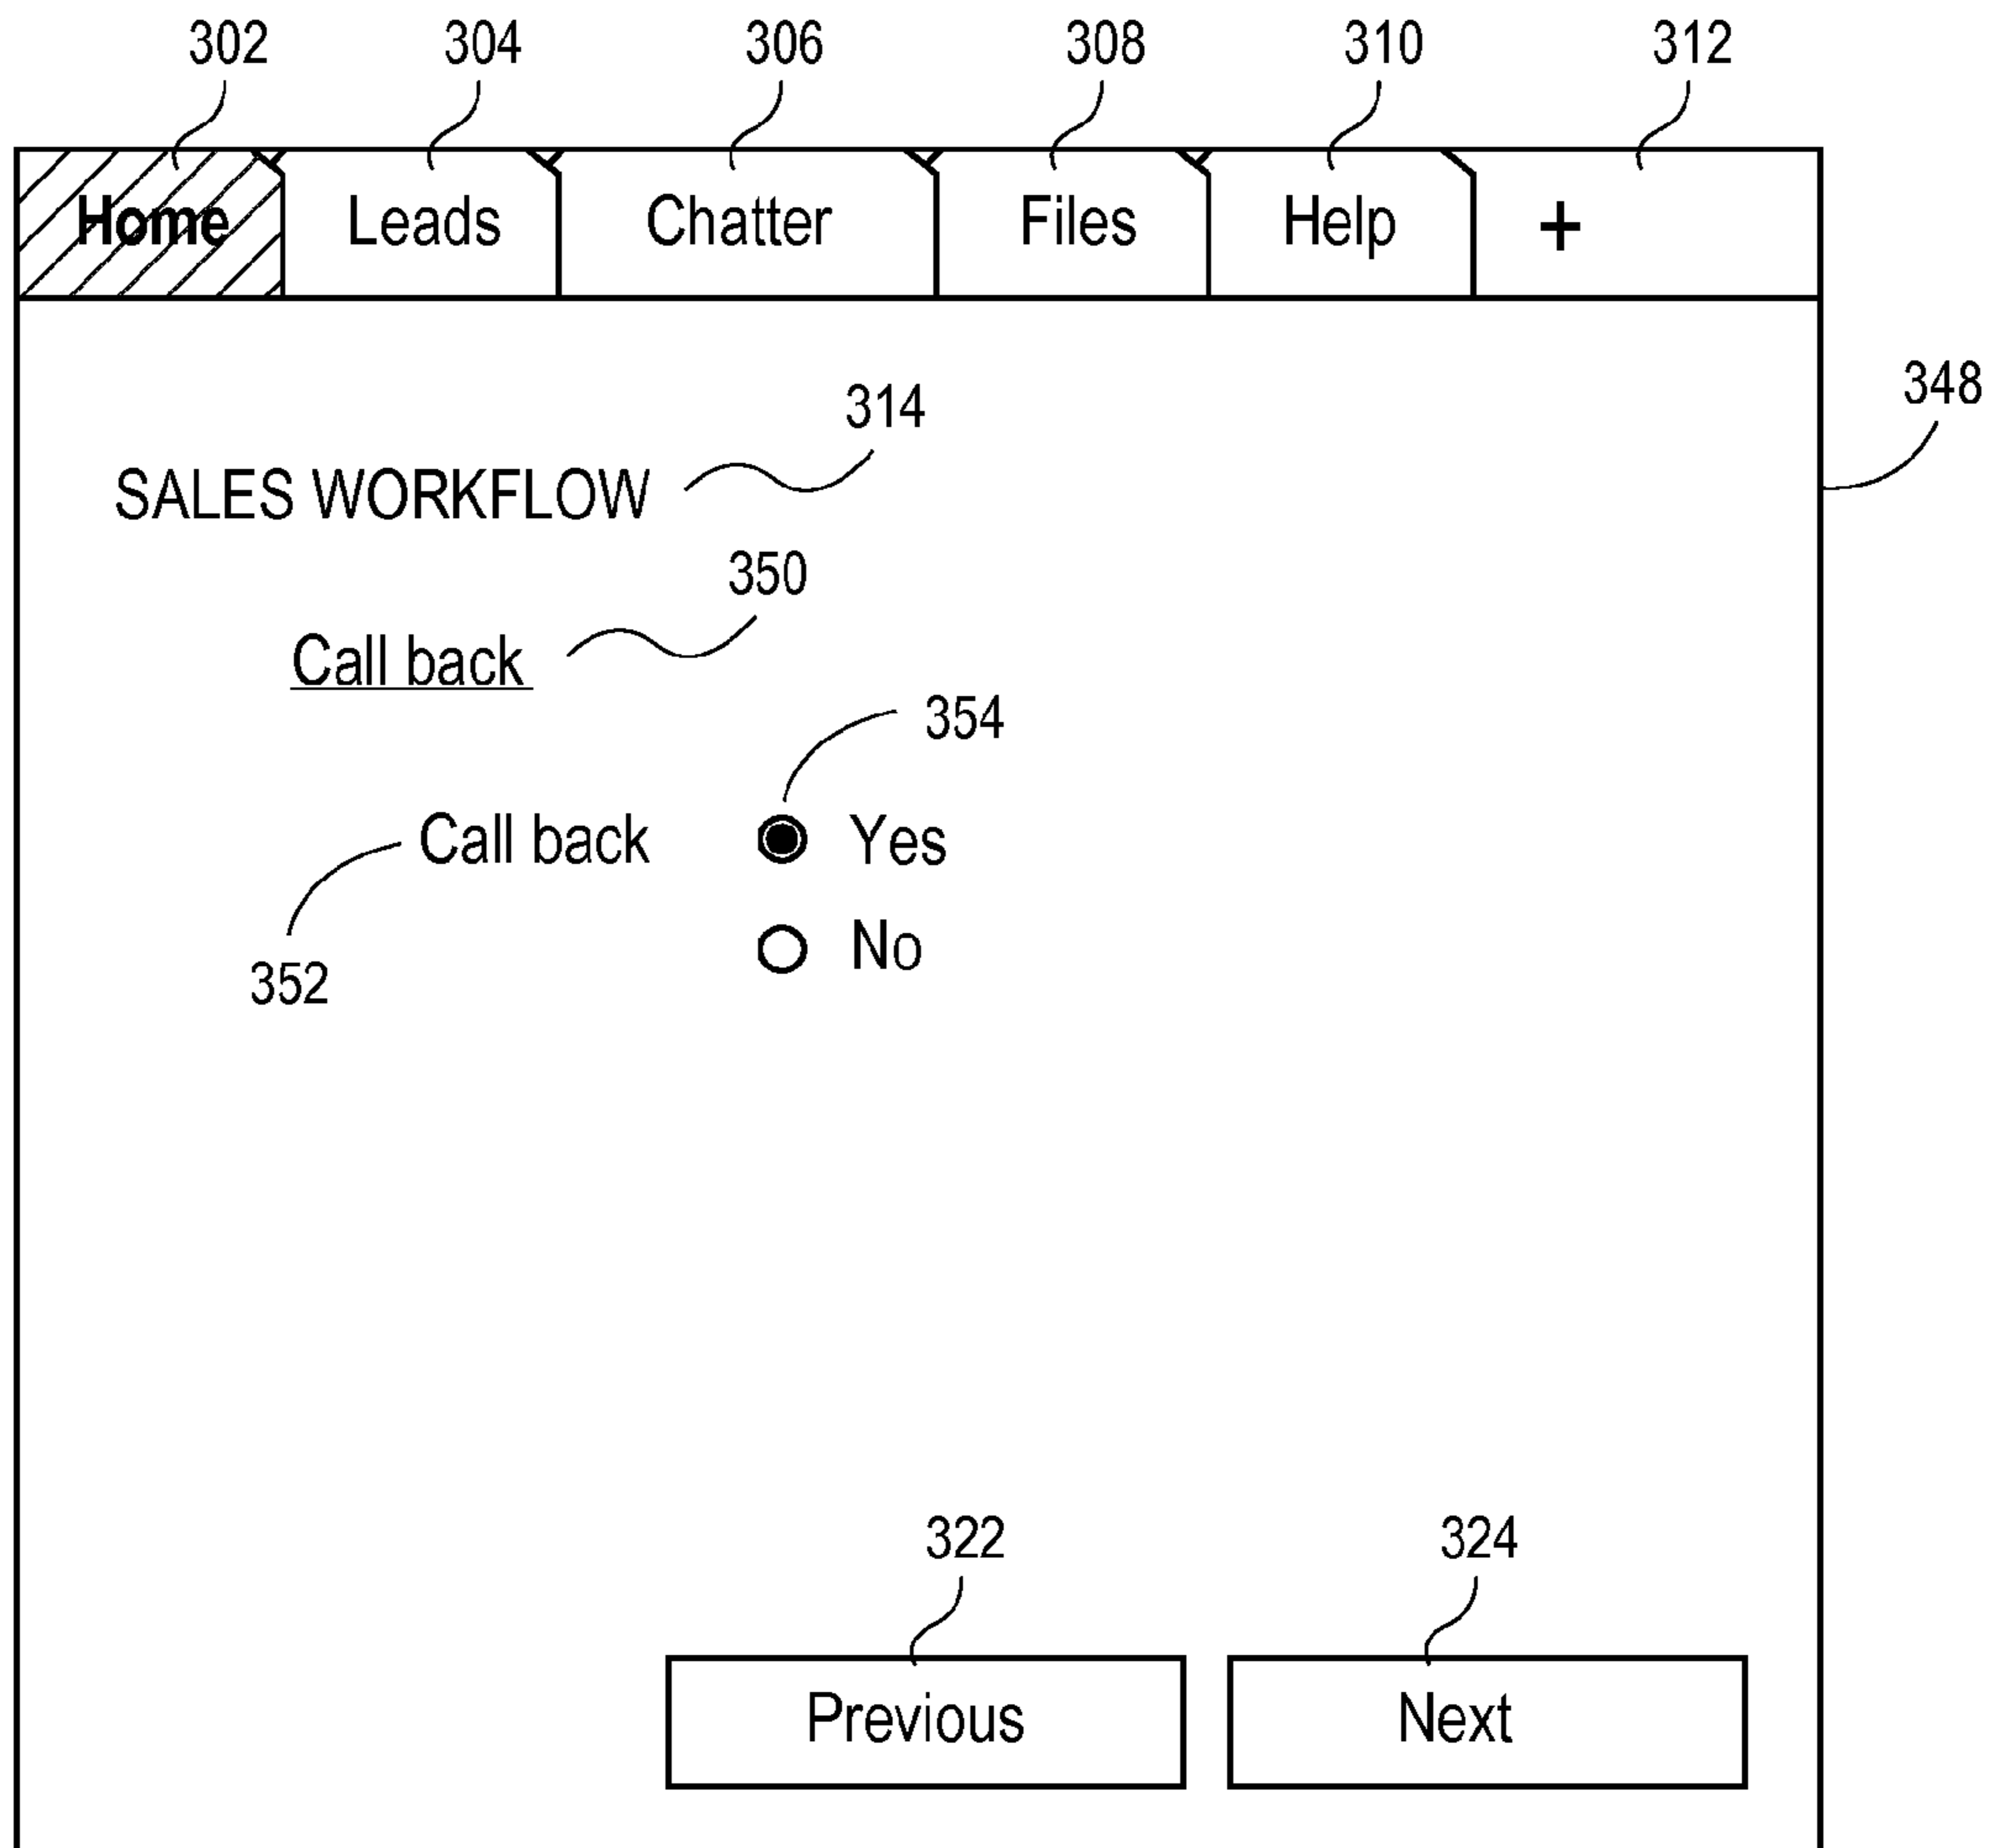 302 304 306 308 310 312
Home Leads Chatter Files Help +
348
314
SALES WORKFLOW
350
Call back
354
Call back Yes
No
352
322 324
Previous Next